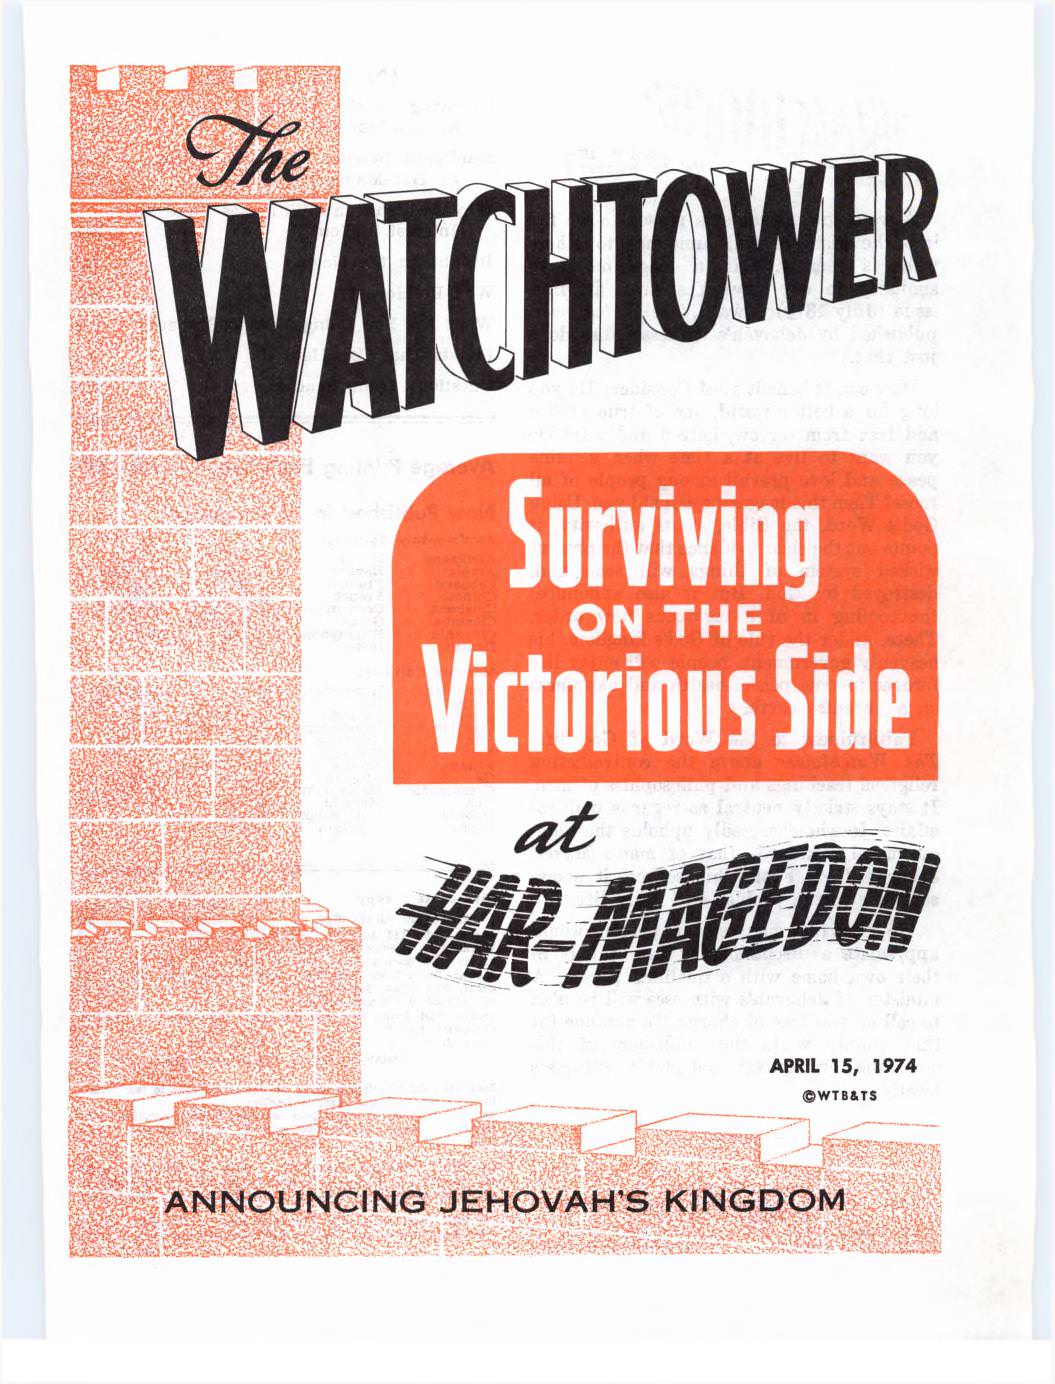 The
WATCHTOWER
Surviving
ON THE
Victorious Side
at
HAR-MAGEDON
APRIL 15, 1974
©WTB&TS
ANNOUNCING JEHOVAH'S KINGDOM